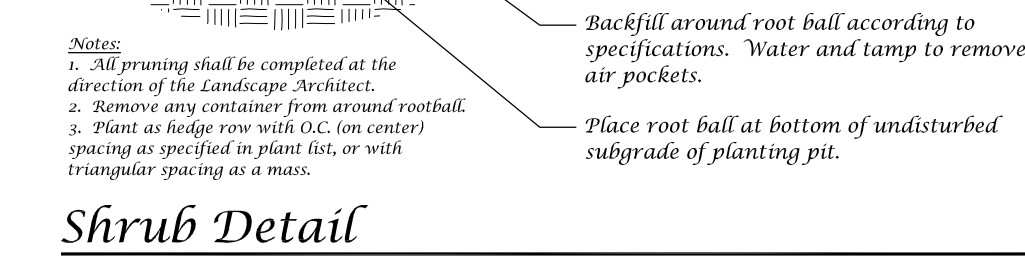 Backfill around root ball according to
specifications.  Water and tamp to remove
air pockets.
Notes:
1.  All pruning shall be completed at the
direction of the Landscape Architect.
2.  Remove any container from around rootball.
3.  Plant as hedge row with O.C. (on center)
spacing as specified in plant list, or with
triangular spacing as a mass.
Place root ball at bottom of undisturbed
subgrade of planting pit.
Shrub Detail